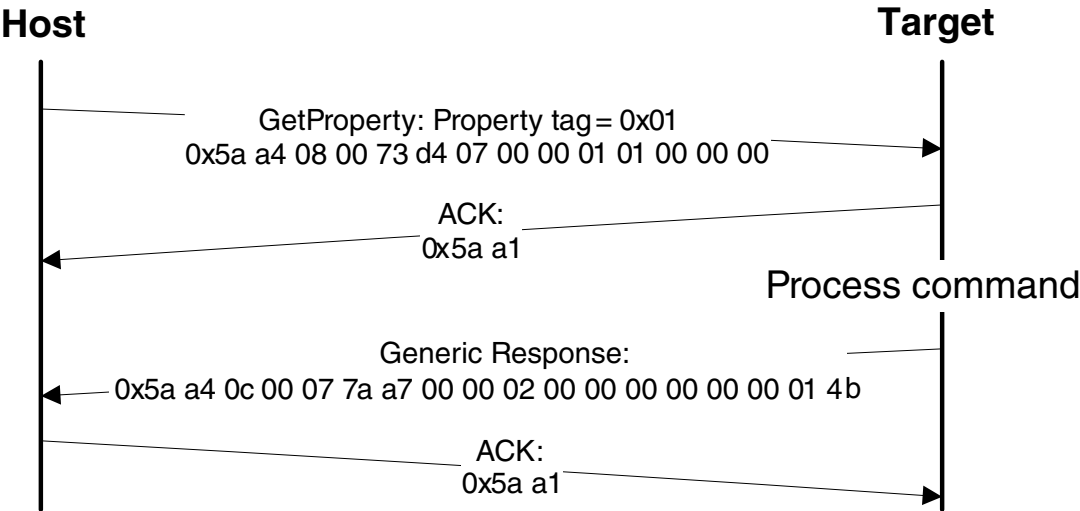 Host
Target
GetProperty: Property tag = 0x01
0x5a a4 08 00 73 d4 07 00 00 01 01 00 00 00
ACK:
0x5a a1
Process command
Generic Response:
0x5a a4 0c 00 07 7a a7 00 00 02 00 00 00 00 00 00 01 4b
ACK:
0x5a a1